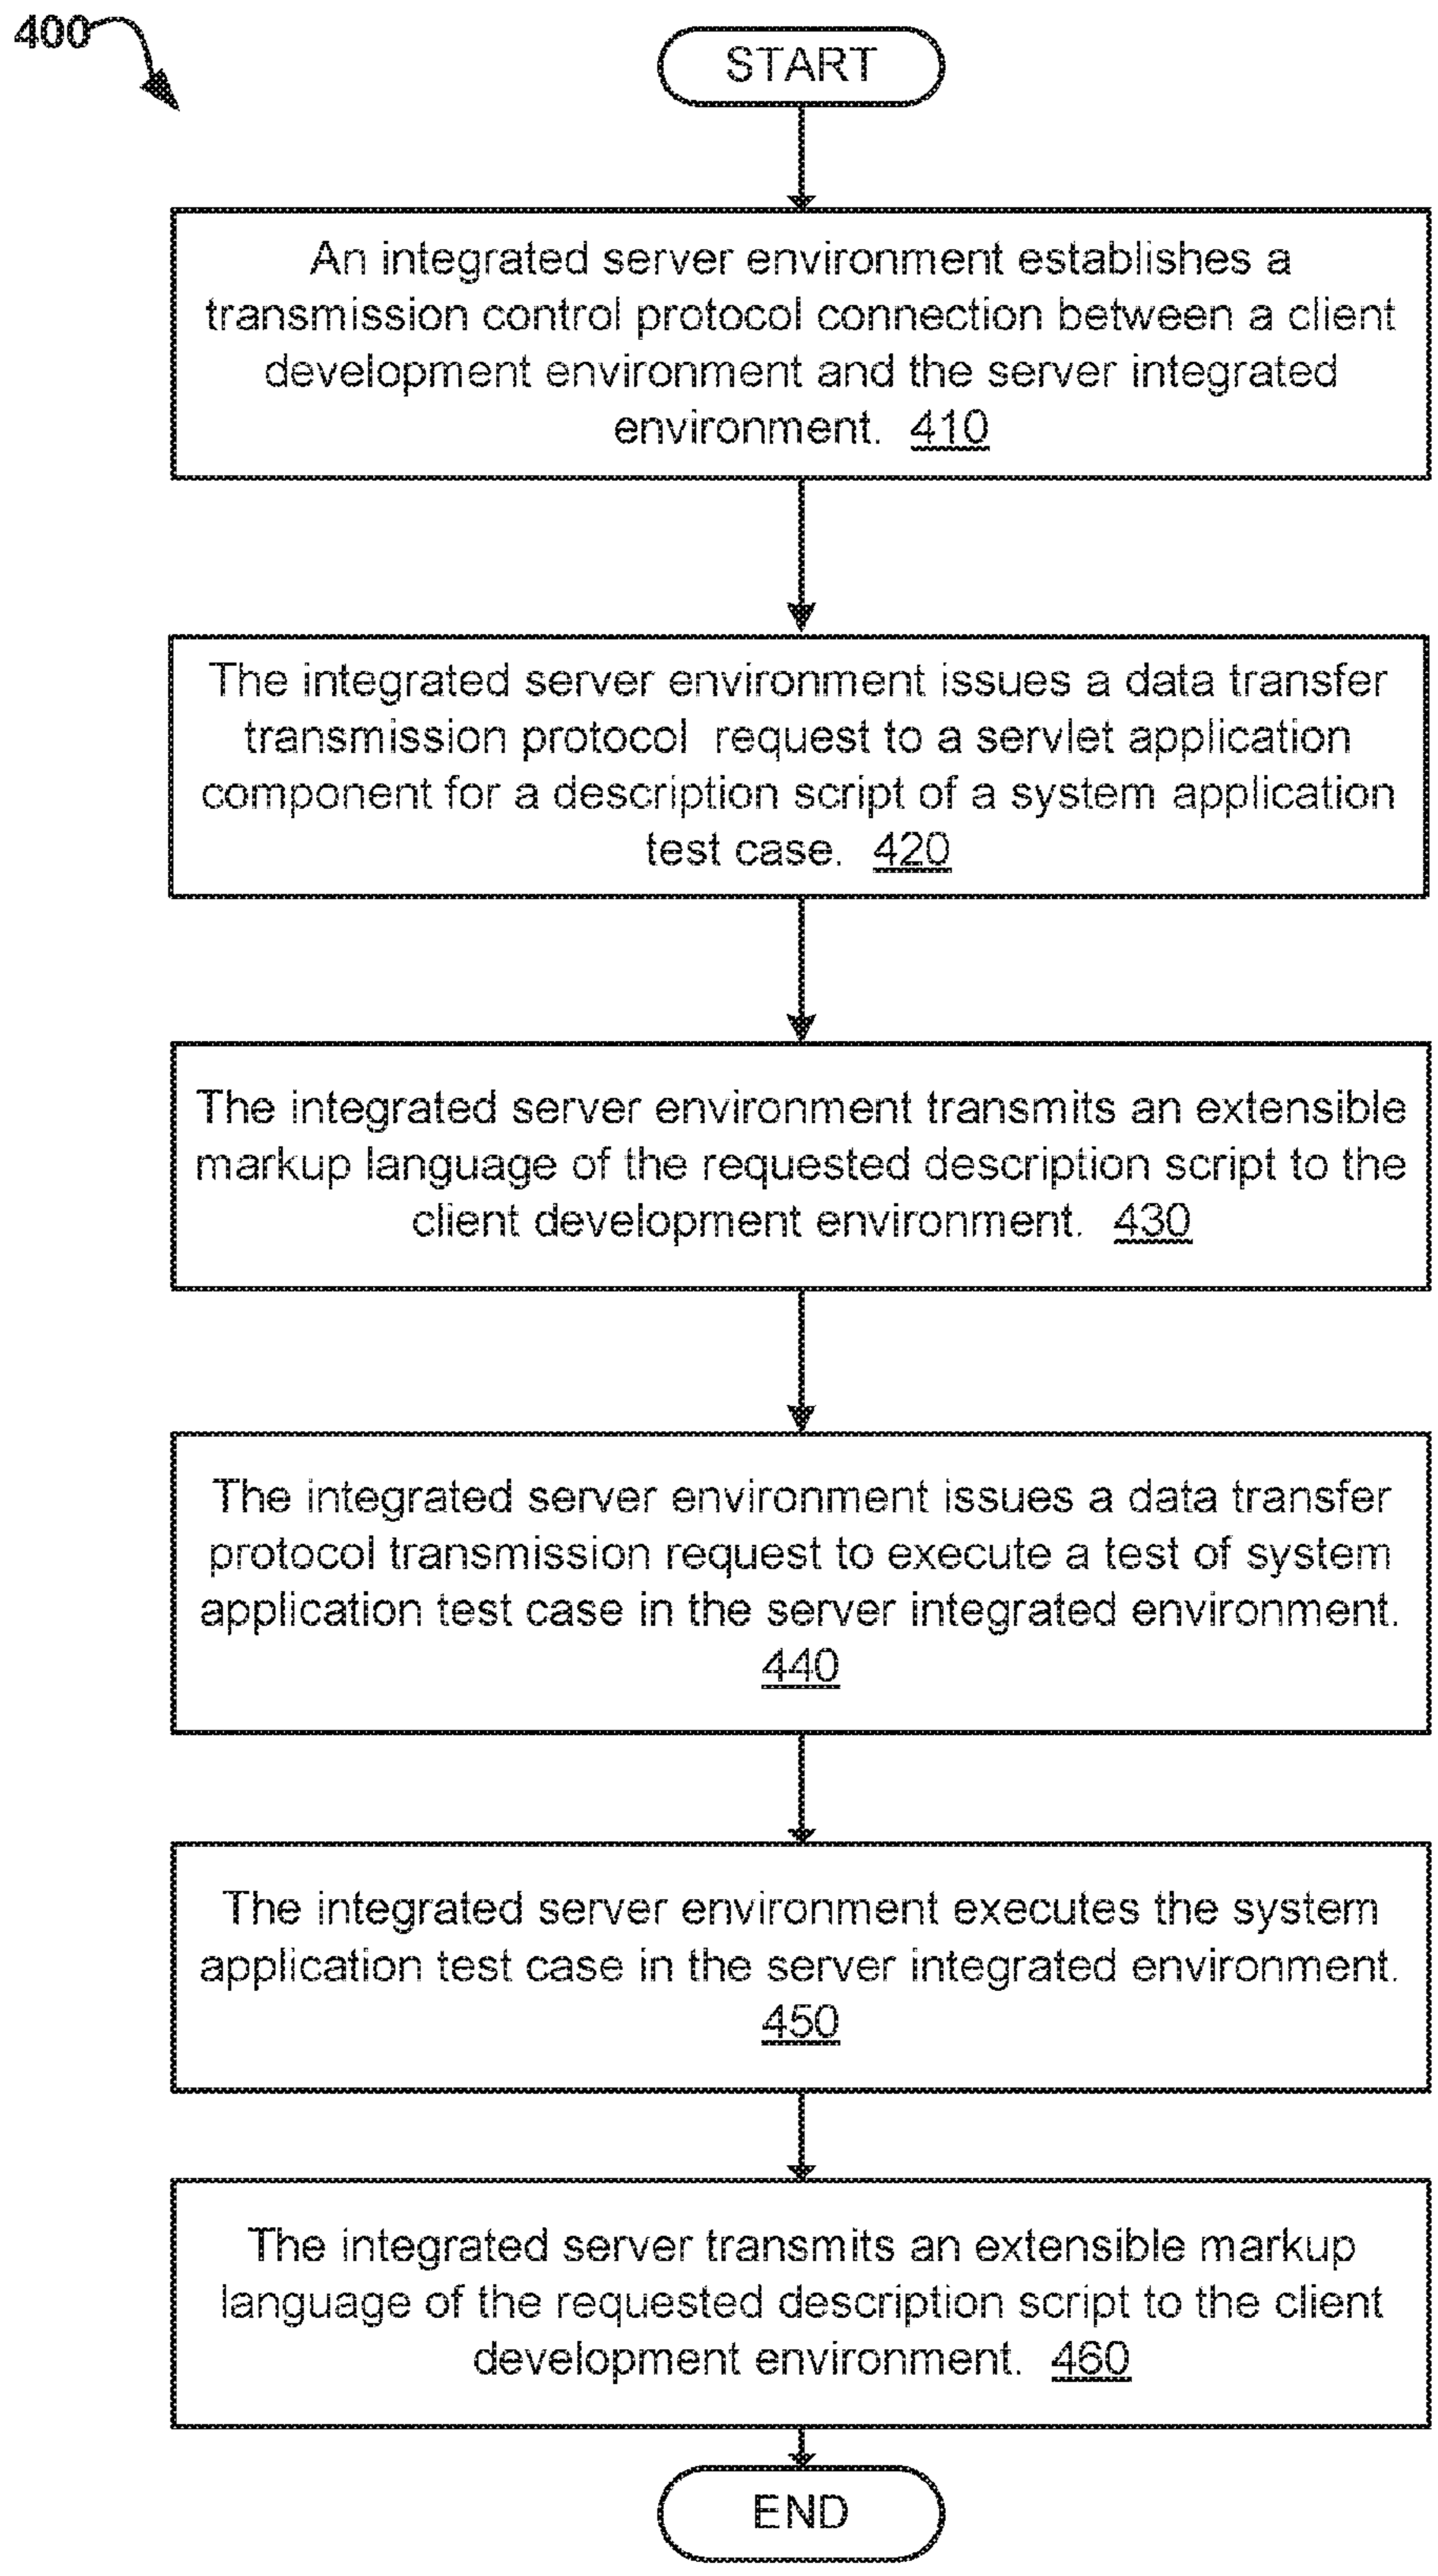 400
START
An integrated server environment establishes a
transmission control protocol connection between a client
development environment and the server integrated
environment. 410
The integrated server environment issues a data transfer
transmission protocol request to a servlet application
component for a description script of a system application
test case. 420
The integrated server environment transmits an extensible
markup language of the requested description script to the
client development environment. 430
The integrated server environment issues a data transfer
protocol transmission request to execute a test of system
application test case in the server integrated environment.
440
The integrated server environment executes the system
application test case in the server integrated environment.
450
The integrated server transmits an extensible markup
language of the requested description script to the client
development environment. 460
END